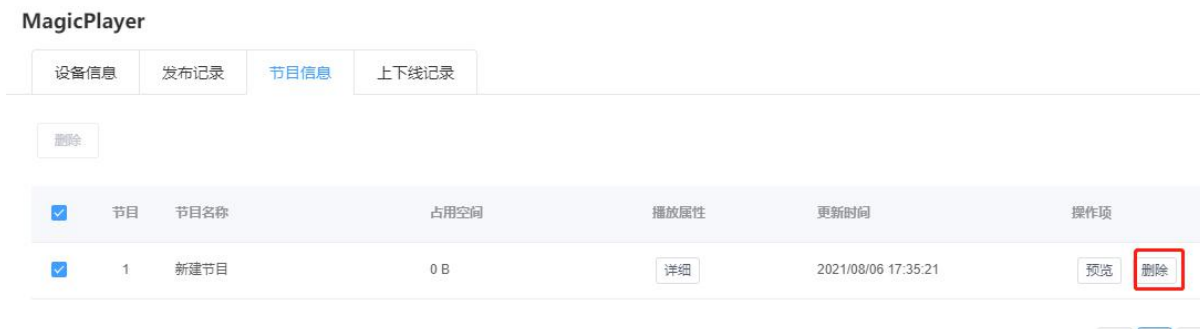 MagicPlayer
设备信息 发布记录 节目信息 上下线记录
删除
节目 节目名称 占用空间 播放属性 更新时间 操作项
1 新建节目 0 B 详细 2021/08/06 17:35:21 预览 删除